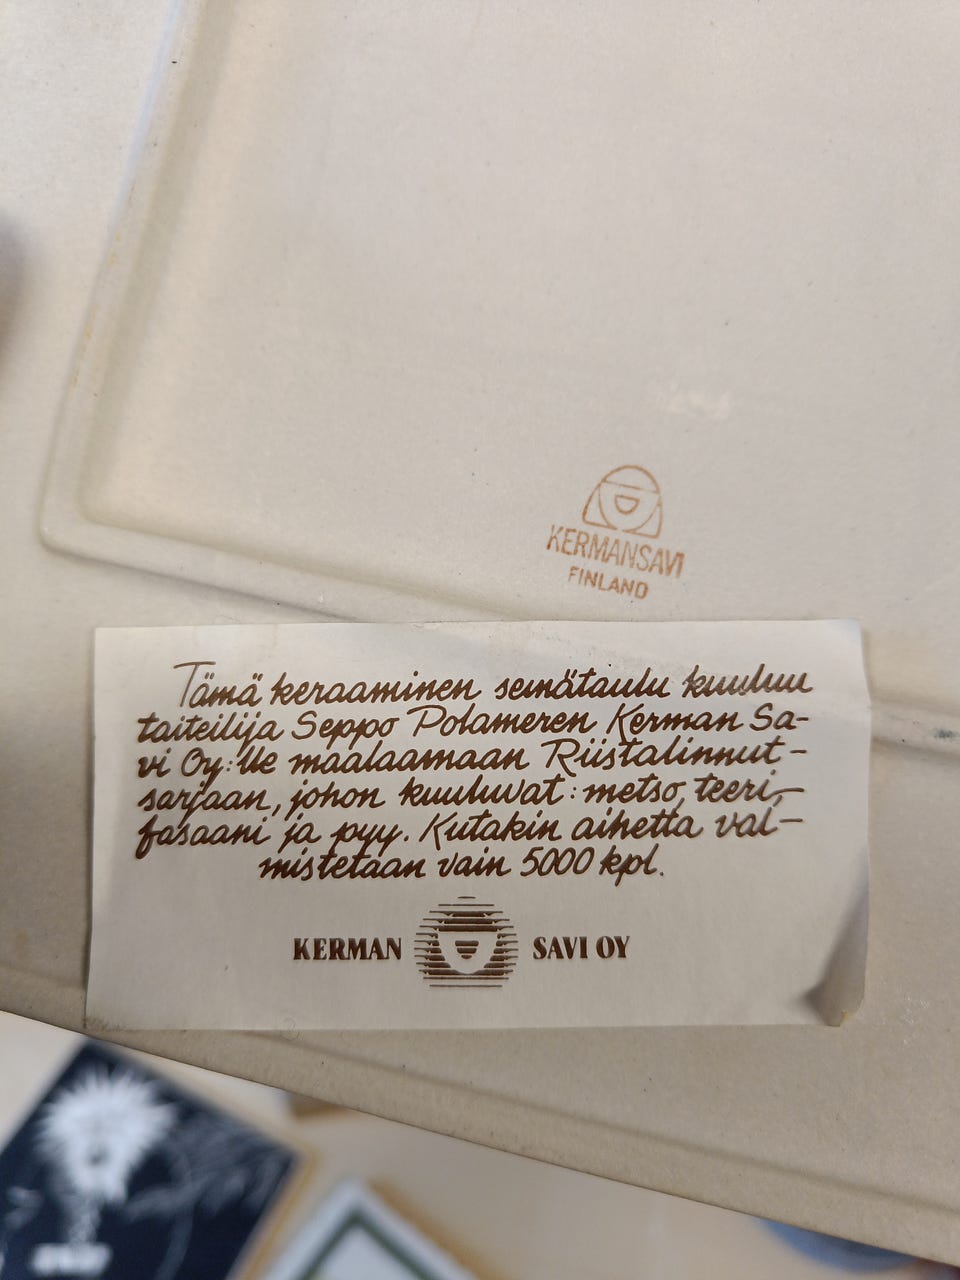 KERMANSAVI
FINLAND
Tämä keraaminen seinätaulu kuuluu
taiteilija Seppo Polameren Kerman Sa-
vi Oy:lle maalaamaan Riistalinnut-
sarjaan, johon kuuluvat: metso, teeri,
fasaani ja pyy. Kutakin aihetta val-
mistetaan vain 5000 kpl.
KERMAN SAVI OY